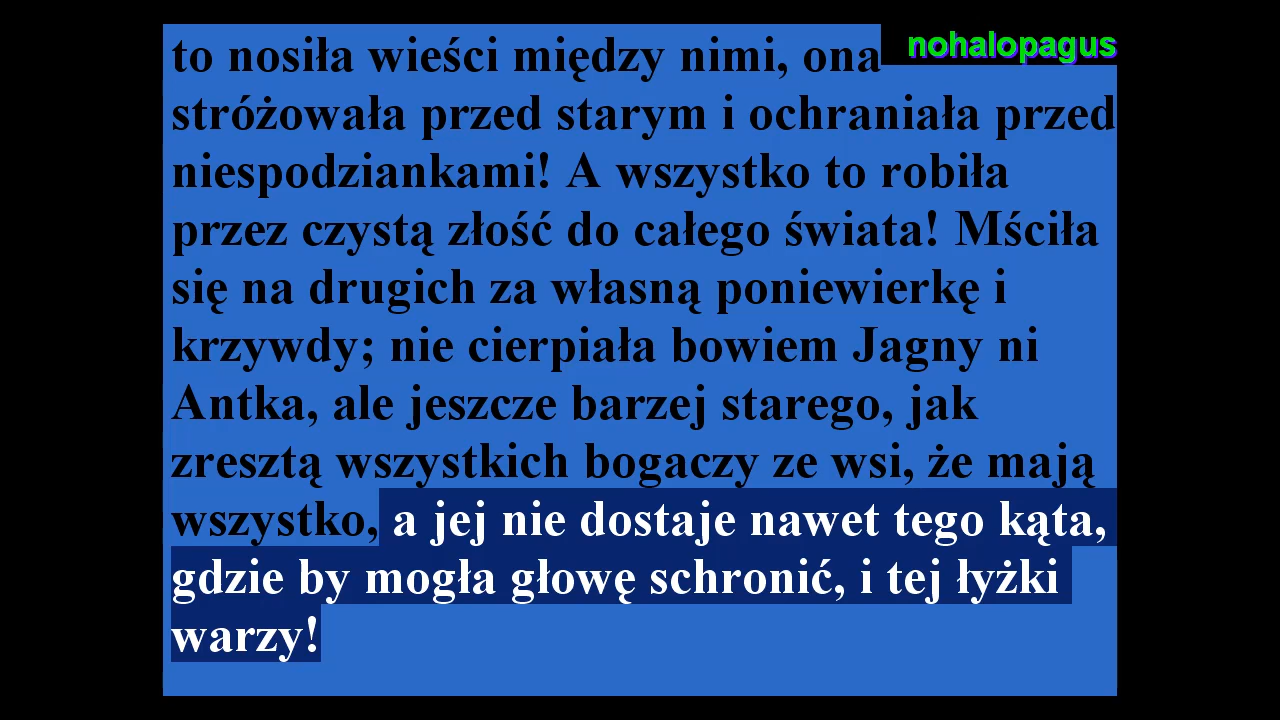 to nosiła wieści między nimi, ona
nohalopagus
stróżowała przed starym i ochraniała przed
niespodziankami! A wszystko to robiła
przez czystą złość do całego świata! Mściła
się na drugich za własną poniewierkę i
krzywdy; nie cierpiała bowiem Jagny ni
Antka, ale jeszcze barzej starego, jak
zresztą wszystkich bogaczy ze wsi, że mają
wszystko, a jej nie dostaje nawet tego kąta,
gdzie by mogła głowę schronić, i tej łyżki
warzy!